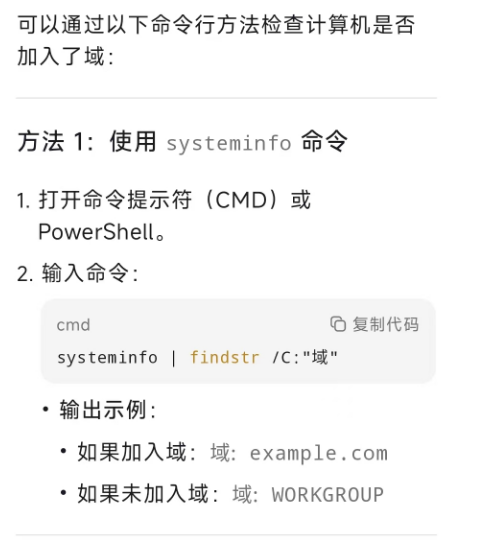 可以通过以下命令行方法检查计算机是否
加入了域：
方法 1：使用 systeminfo 命令
1. 打开命令提示符（CMD）或
PowerShell。
2. 输入命令：
cmd 复制代码
systeminfo | findstr /C:"域"
• 输出示例：
• 如果加入域：域: example.com
• 如果未加入域：域: WORKGROUP